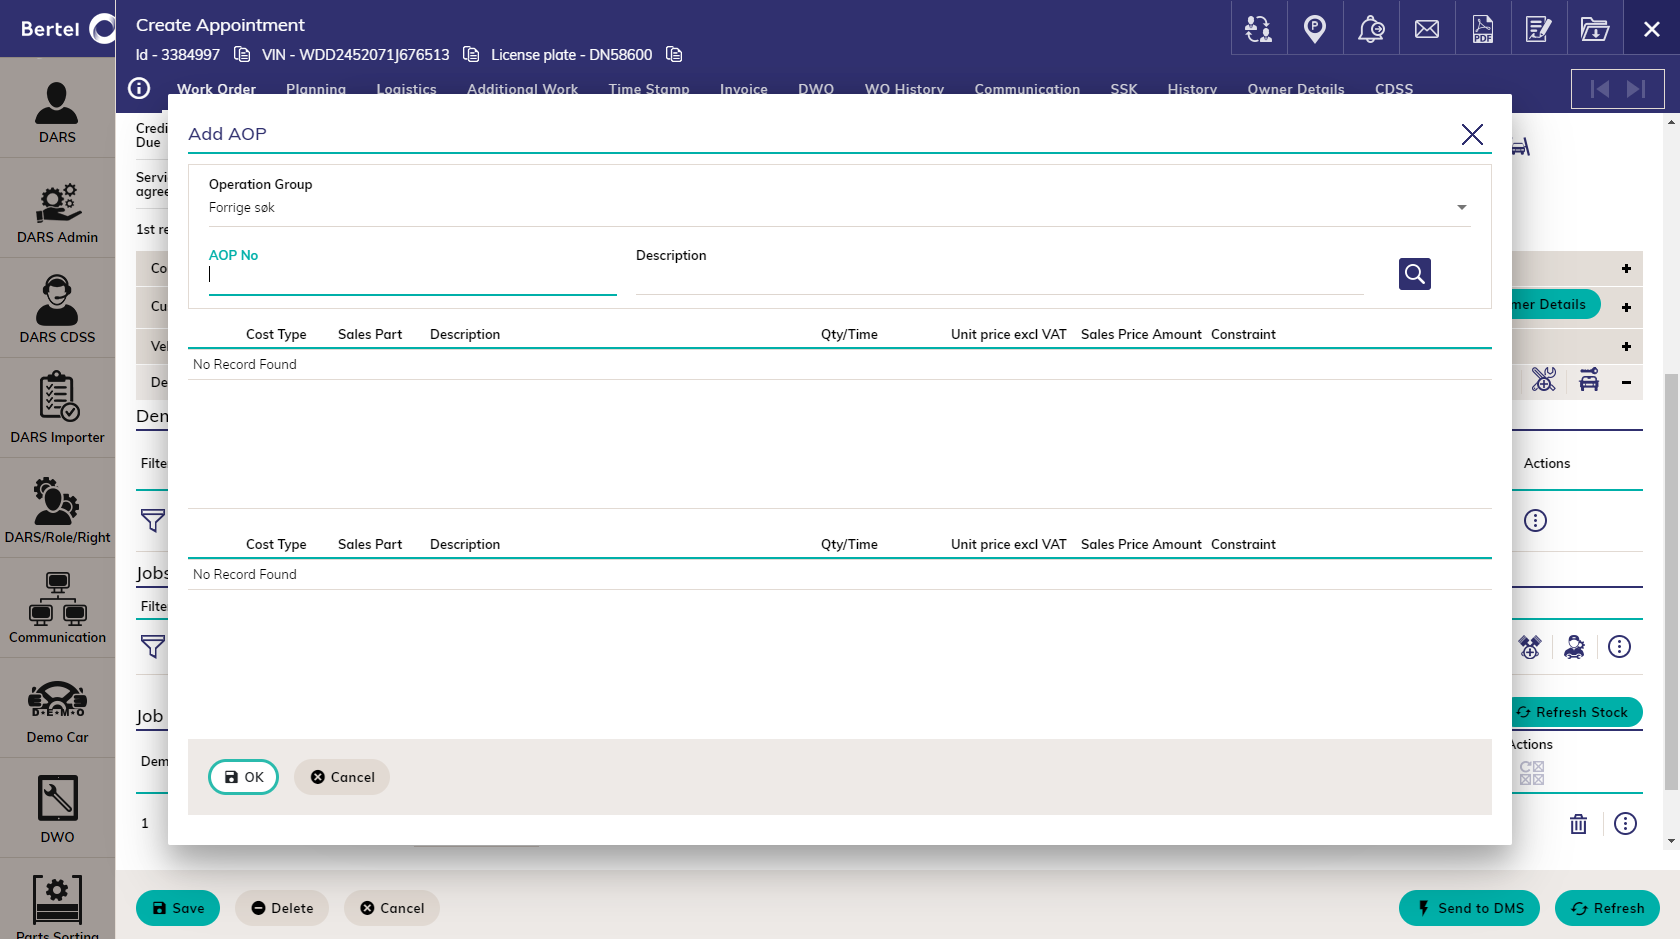 Bertel
Create Appointment
Id - 3384997
VIN - WDD2452071J676513
License plate - DN58600
Work Order
Planning
Logistics
Additional Work
Time Stamp
Invoice
DWO
WO History
Communication
SSK
History
Owner Details
CDSS
DARS
DARS Admin
DARS CDSS
DARS Importer
DARS/Role/Right
Communication
Demo Car
DEMO
DWO
Parts Sorting
Credi
Due
Servi
agree
1st re
Co
Cu
mer Details
Vel
De
Den
Filte
Actions
Jobs
Filte
Job
Refresh Stock
Dem
Actions
1
Add AOP
Operation Group
Forrige søk
AOP No
Description
Cost Type Sales Part Description Qty/Time Unit price excl VAT Sales Price Amount Constraint
No Record Found
Cost Type Sales Part Description Qty/Time Unit price excl VAT Sales Price Amount Constraint
No Record Found
OK
Cancel
Save
Delete
Cancel
Send to DMS
Refresh
P
PDF